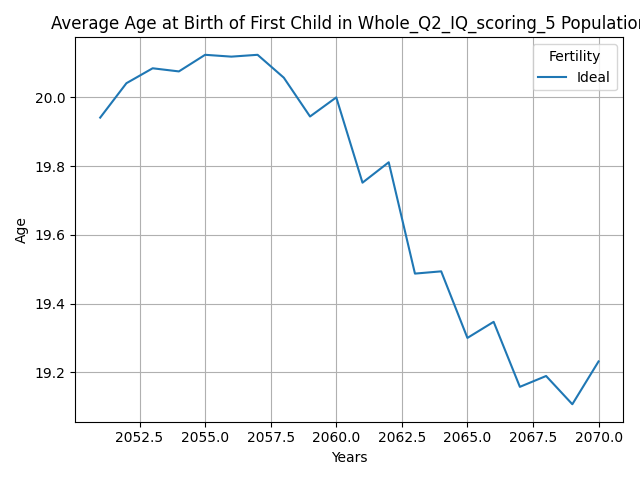 Average Age at Birth of First Child in Whole_Q2_IQ_scoring_5 Population
Fertility
Ideal
20.0
19.8
19.6
19.4
19.2
Age
2052.5 2055.0 2057.5 2060.0 2062.5 2065.0 2067.5 2070.0
Years